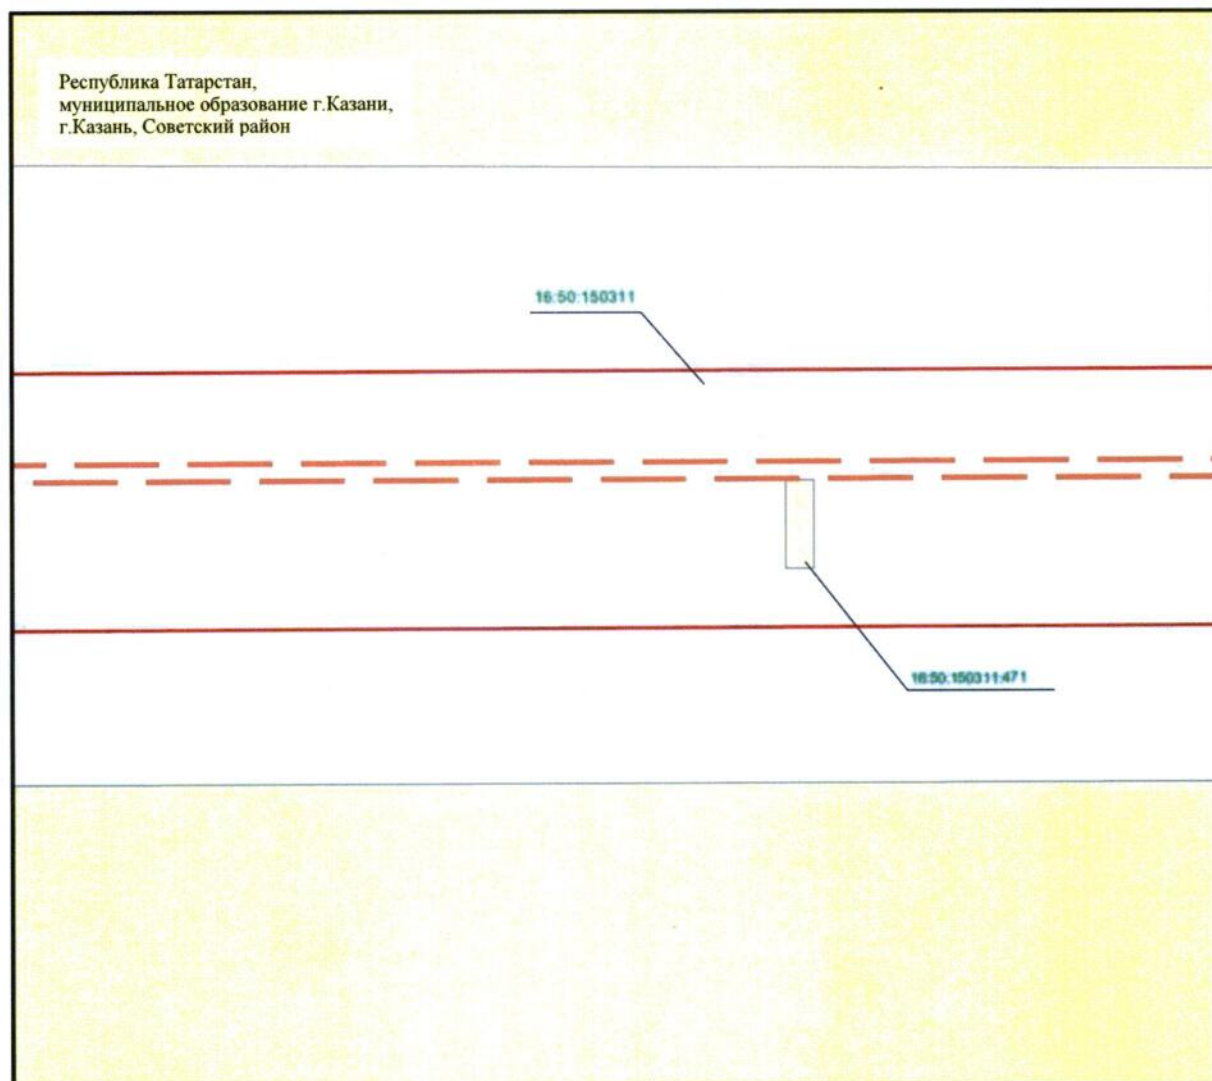 Республика Татарстан,
муниципальное образование г.Казани,
г.Казань, Советский район
16:50:150311
16:50:150311:471